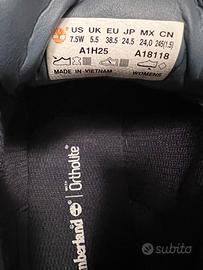 US UK EU JP MX CN
7.5W 5.5 38.5 24.5 24,0 245(1.5)
A1H25 A18118
MADE IN VIETNAM WOMENS
Ortholite
mberland
subito